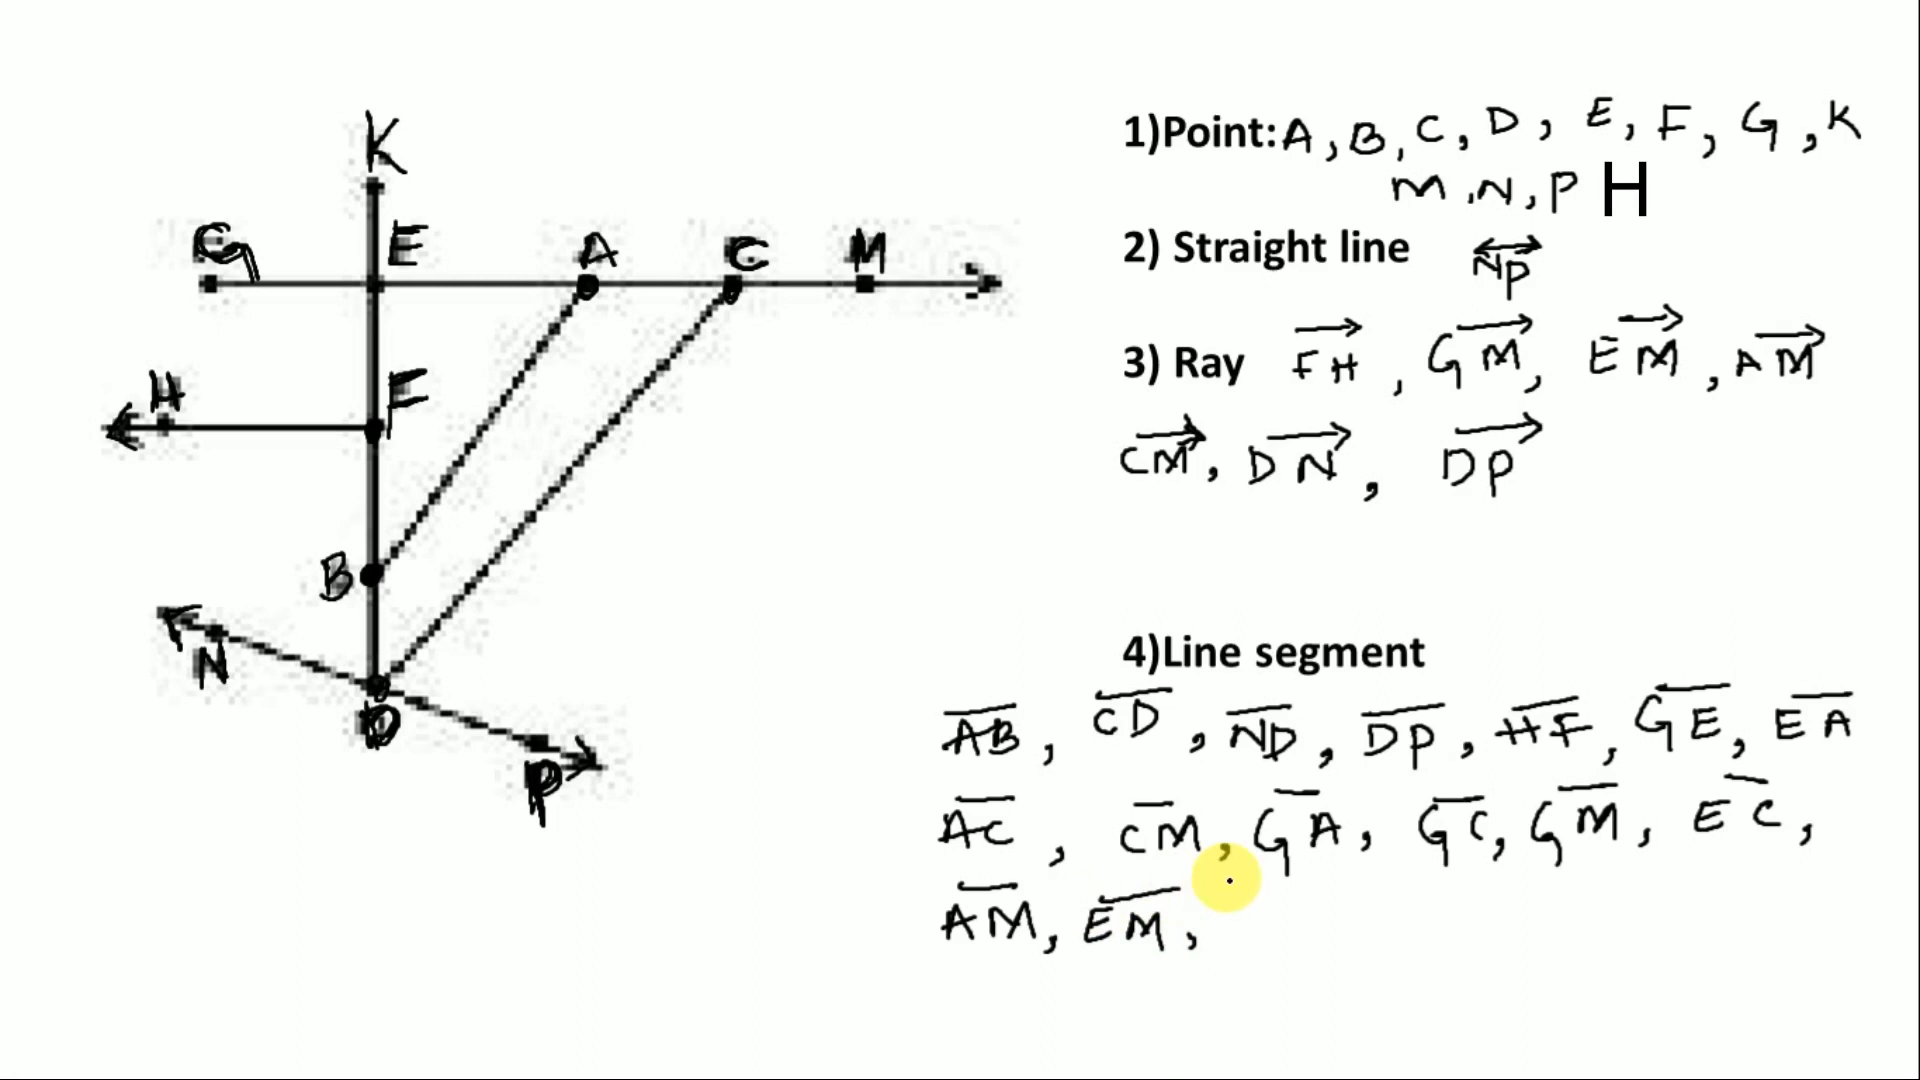 K
G E A C M
H F
B
N
D
P
1)Point: A, B, C, D, E, F, G, K
M, N, P H
2) Straight line NP
3) Ray FH, GM, EM, AM
CM, DN, DP
4)Line segment
AB, CD, ND, DP, HF, GE, EA
AC, CM, GA, GC, GM, EC,
AM, EM,